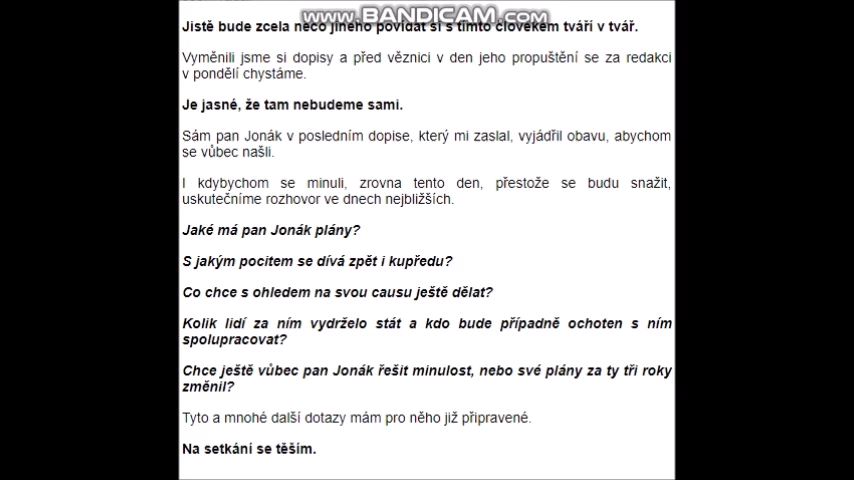 www.BANDICAM.com
Jistě bude zcela něco jiného povídat si s tímto člověkem tváří v tvář.
Vyměnili jsme si dopisy a před věznici v den jeho propuštění se za redakci
v pondělí chystáme.
Je jasné, že tam nebudeme sami.
Sám pan Jonák v posledním dopise, který mi zaslal, vyjádřil obavu, abychom
se vůbec našli.
I kdybychom se minuli, zrovna tento den, přestože se budu snažit,
uskutečníme rozhovor ve dnech nejbližších.
Jaké má pan Jonák plány?
S jakým pocitem se dívá zpět i kupředu?
Co chce s ohledem na svou causu ještě dělat?
Kolik lidí za ním vydrželo stát a kdo bude případně ochoten s ním
spolupracovat?
Chce ještě vůbec pan Jonák řešit minulost, nebo své plány za ty tři roky
změnil?
Tyto a mnohé další dotazy mám pro něho již připravené.
Na setkání se těším.